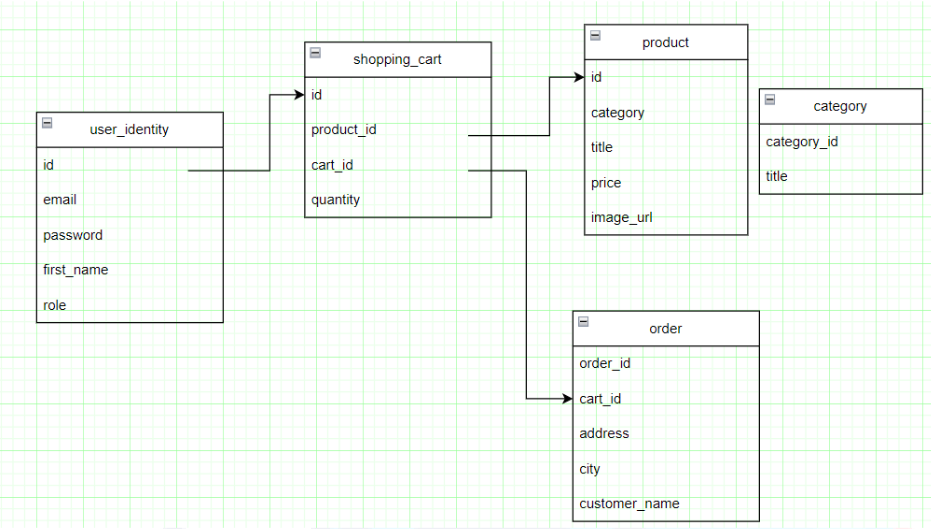 user_identity
id
email
password
first_name
role
shopping_cart
id
product_id
cart_id
quantity
product
id
category
title
price
image_url
category
category_id
title
order
order_id
cart_id
address
city
customer_name